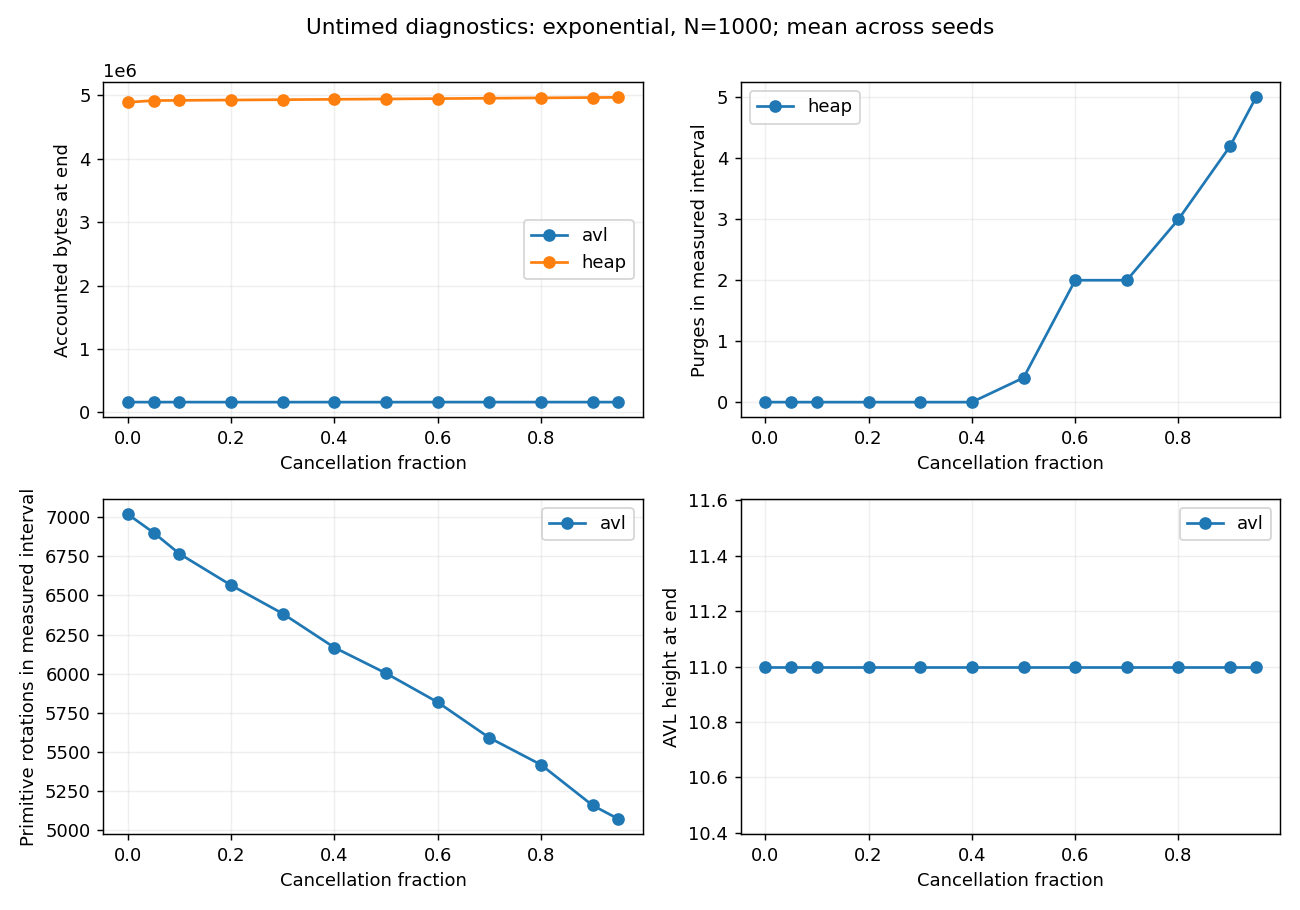 Untimed diagnostics: exponential, N=1000; mean across seeds
1e6
5
4
3
2
1
0
Accounted bytes at end
avl
heap
0.0 0.2 0.4 0.6 0.8
Cancellation fraction
5
4
3
2
1
0
Purges in measured interval
heap
0.0 0.2 0.4 0.6 0.8
Cancellation fraction
7000
6750
6500
6250
6000
5750
5500
5250
5000
Primitive rotations in measured interval
avl
0.0 0.2 0.4 0.6 0.8
Cancellation fraction
11.6
11.4
11.2
11.0
10.8
10.6
10.4
AVL height at end
avl
0.0 0.2 0.4 0.6 0.8
Cancellation fraction